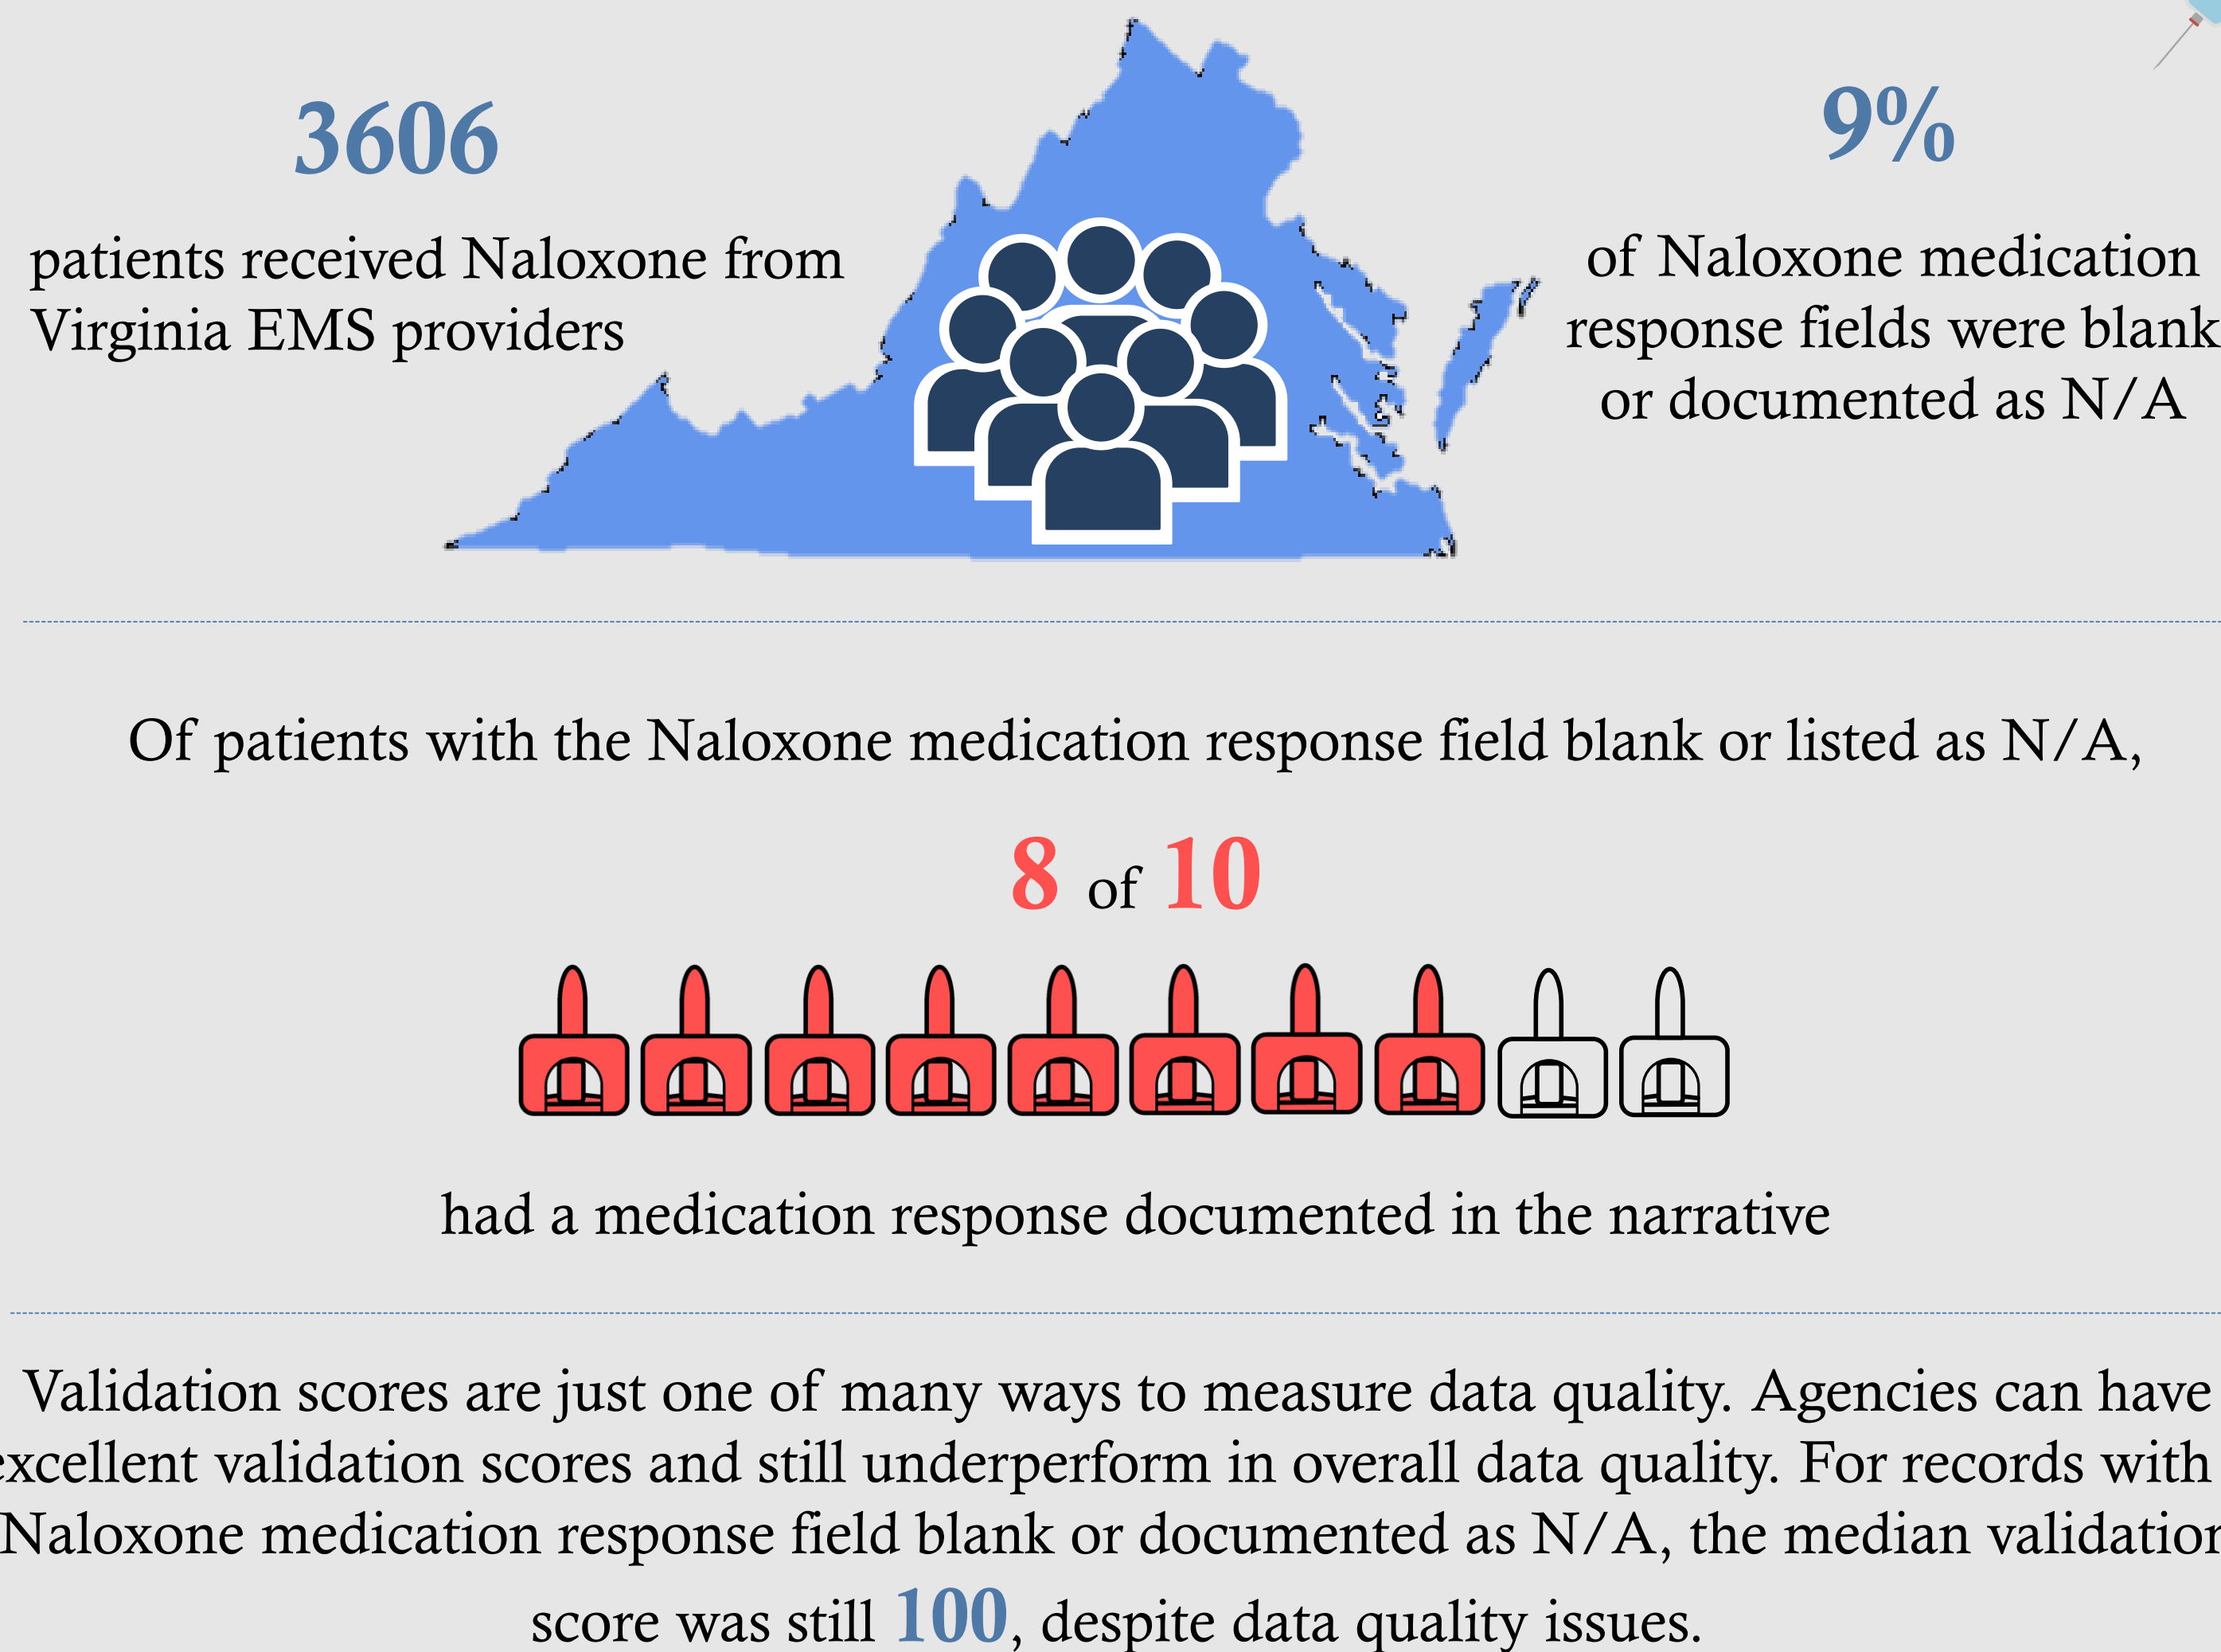 3606
patients received Naloxone from
Virginia EMS providers
9%
of Naloxone medication
response fields were blank
or documented as N/A
Of patients with the Naloxone medication response field blank or listed as N/A,
8 of 10
had a medication response documented in the narrative
Validation scores are just one of many ways to measure data quality. Agencies can have
excellent validation scores and still underperform in overall data quality. For records with
Naloxone medication response field blank or documented as N/A, the median validation
score was still 100, despite data quality issues.